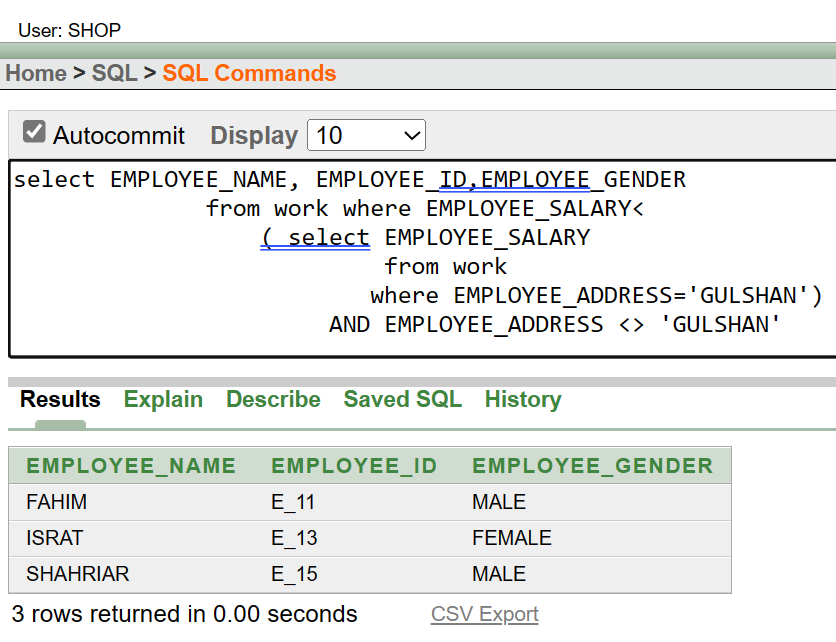 User: SHOP
Home > SQL > SQL Commands
Autocommit Display 10
select EMPLOYEE_NAME, EMPLOYEE_ID,EMPLOYEE_GENDER
from work where EMPLOYEE_SALARY<
( select EMPLOYEE_SALARY
from work
where EMPLOYEE_ADDRESS='GULSHAN')
AND EMPLOYEE_ADDRESS <> 'GULSHAN'
Results Explain Describe Saved SQL History
EMPLOYEE_NAME EMPLOYEE_ID EMPLOYEE_GENDER
FAHIM E_11 MALE
ISRAT E_13 FEMALE
SHAHRIAR E_15 MALE
3 rows returned in 0.00 seconds CSV Export